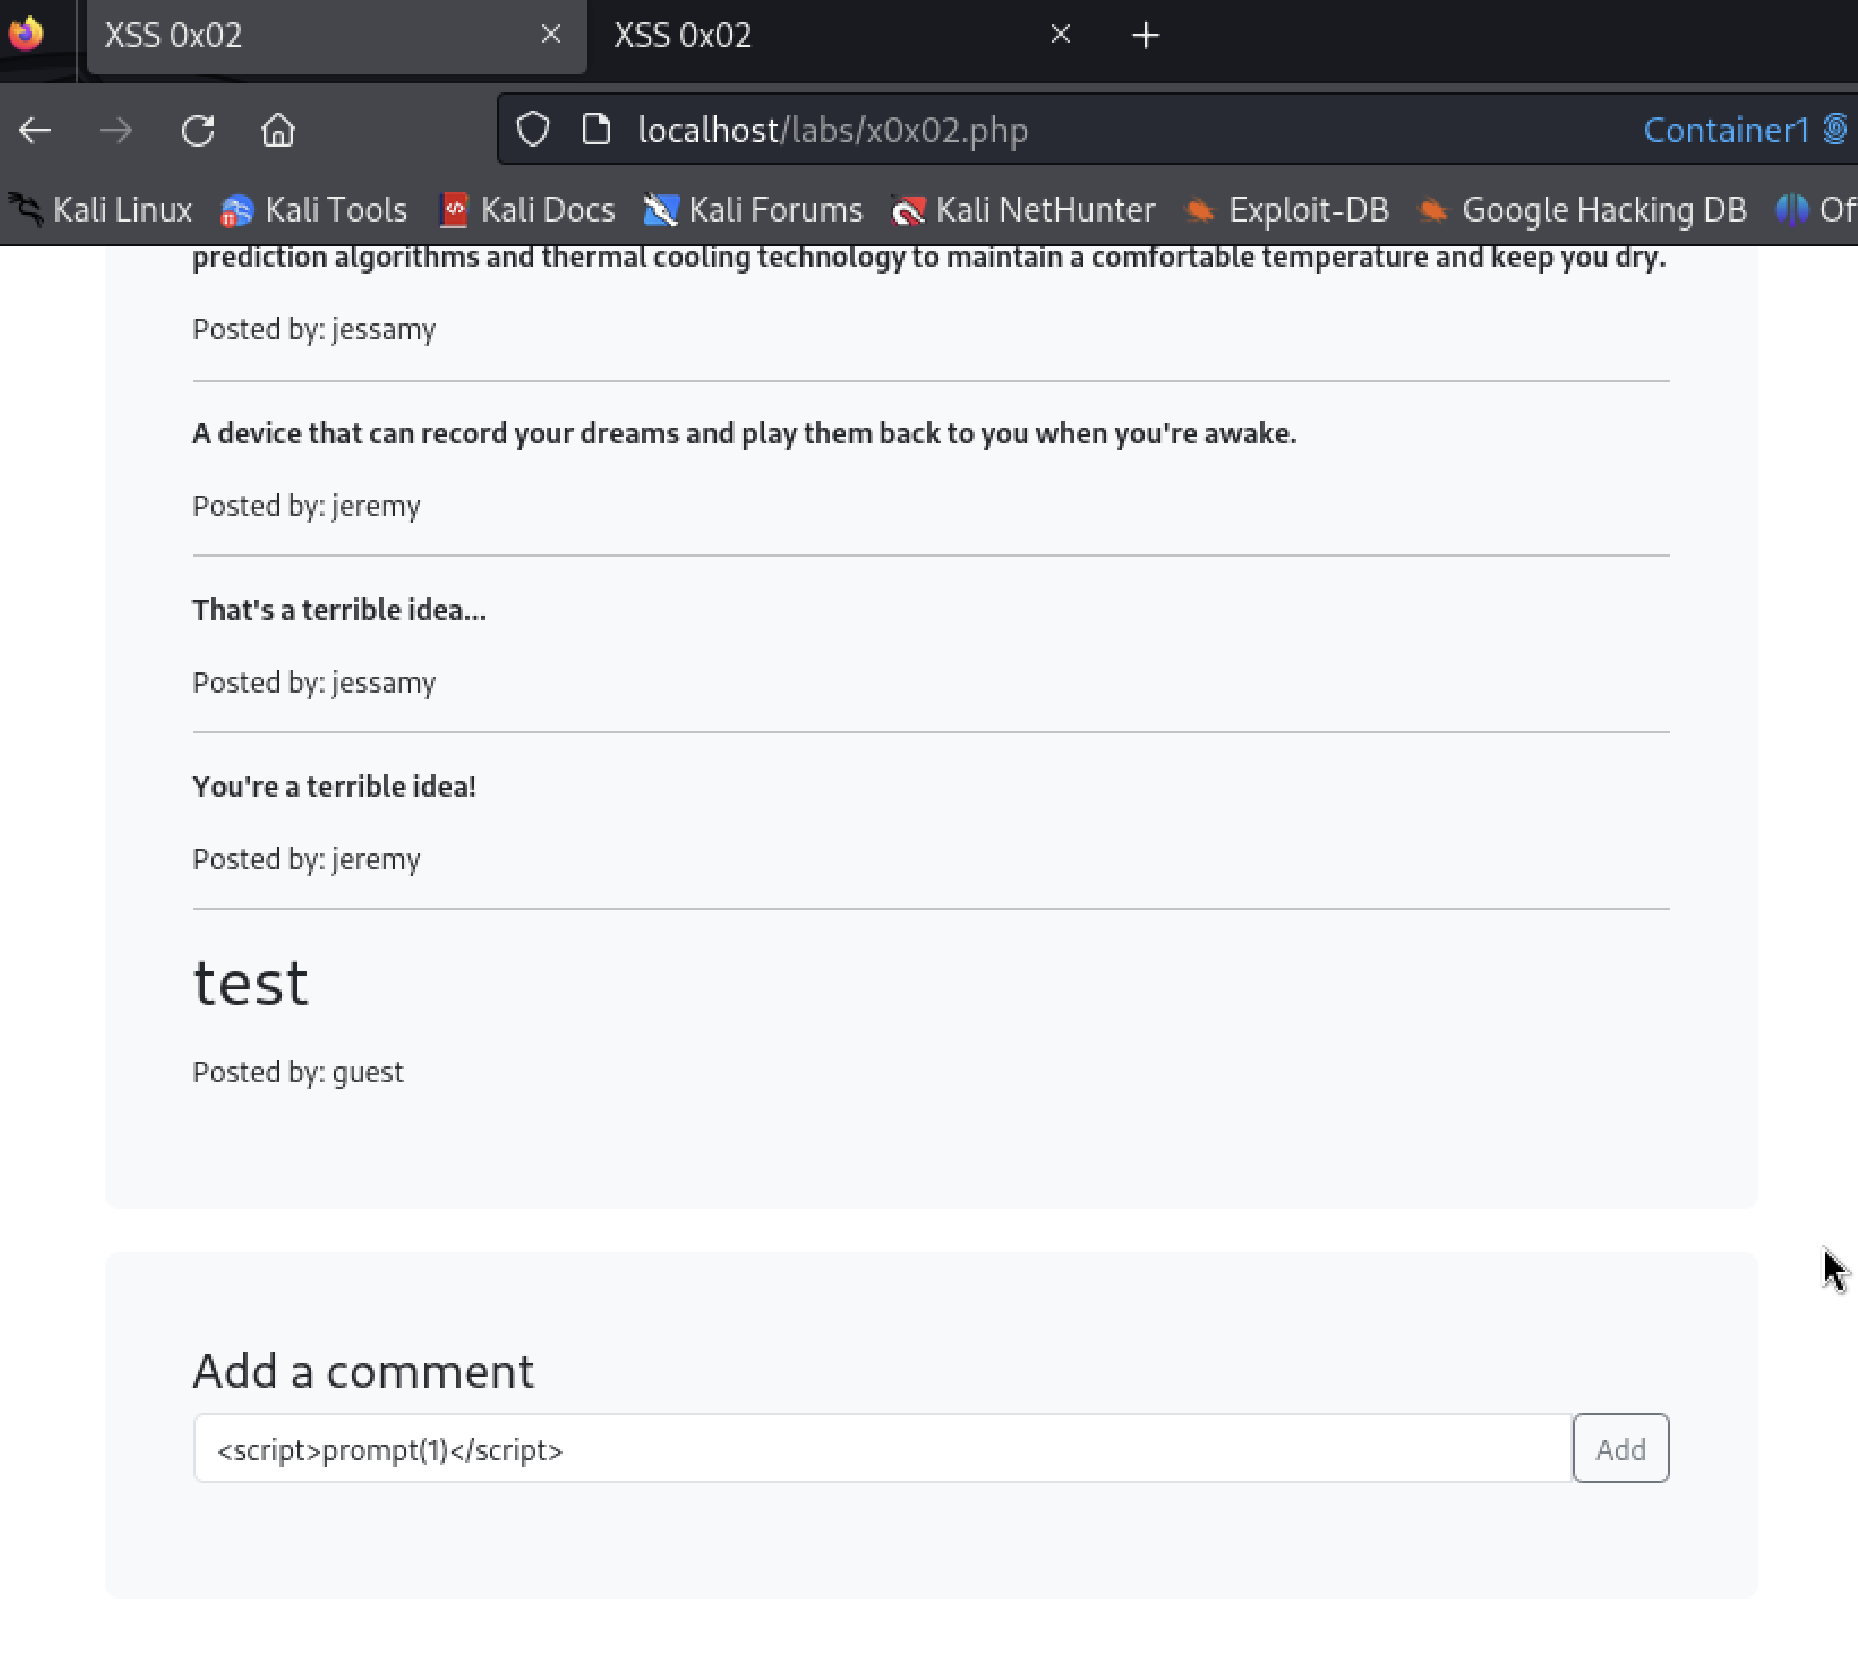 XSS 0x02
XSS 0x02
localhost/labs/x0x02.php
Container1
Kali Linux
Kali Tools
Kali Docs
Kali Forums
Kali NetHunter
Exploit-DB
Google Hacking DB
Of
prediction algorithms and thermal cooling technology to maintain a comfortable temperature and keep you dry.
Posted by: jessamy
A device that can record your dreams and play them back to you when you're awake.
Posted by: jeremy
That's a terrible idea...
Posted by: jessamy
You're a terrible idea!
Posted by: jeremy
test
Posted by: guest
Add a comment
<script>prompt(1)</script>
Add